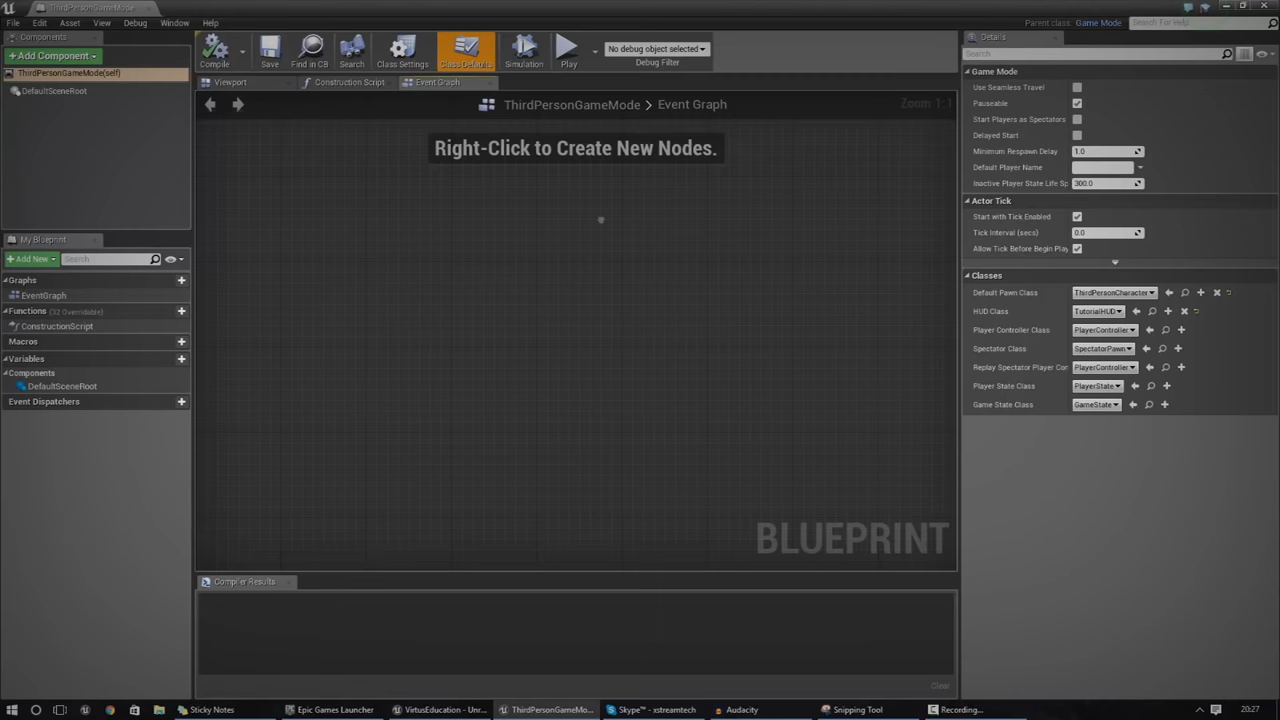 ThirdPersonGameMode
File Edit Asset View Debug Window Help
Parent class: Game Mode
Search For Help
Components
Add Component
ThirdPersonGameMode(self)
DefaultSceneRoot
Compile
Save
Find in CB
Search
Class Settings
Class Defaults
Simulation
Play
No debug object selected
Debug Filter
Viewport
Construction Script
Event Graph
ThirdPersonGameMode > Event Graph
Zoom 1:1
Right-Click to Create New Nodes.
BLUEPRINT
My Blueprint
Add New
Search
Graphs
EventGraph
Functions (32 Overridable)
ConstructionScript
Macros
Variables
Components
DefaultSceneRoot
Event Dispatchers
Compiler Results
Clear
Details
Search
Game Mode
Use Seamless Travel
Pauseable
Start Players as Spectators
Delayed Start
Minimum Respawn Delay 1.0
Default Player Name
Inactive Player State Life Sp 300.0
Actor Tick
Start with Tick Enabled
Tick Interval (secs) 0.0
Allow Tick Before Begin Play
Classes
Default Pawn Class ThirdPersonCharacter
HUD Class TutorialHUD
Player Controller Class PlayerController
Spectator Class SpectatorPawn
Replay Spectator Player Con PlayerController
Player State Class PlayerState
Game State Class GameState
Sticky Notes
Epic Games Launcher
VirtusEducation - Unr...
ThirdPersonGameMo...
Skype™ - xstreamtech
Audacity
Snipping Tool
Recording...
20:27